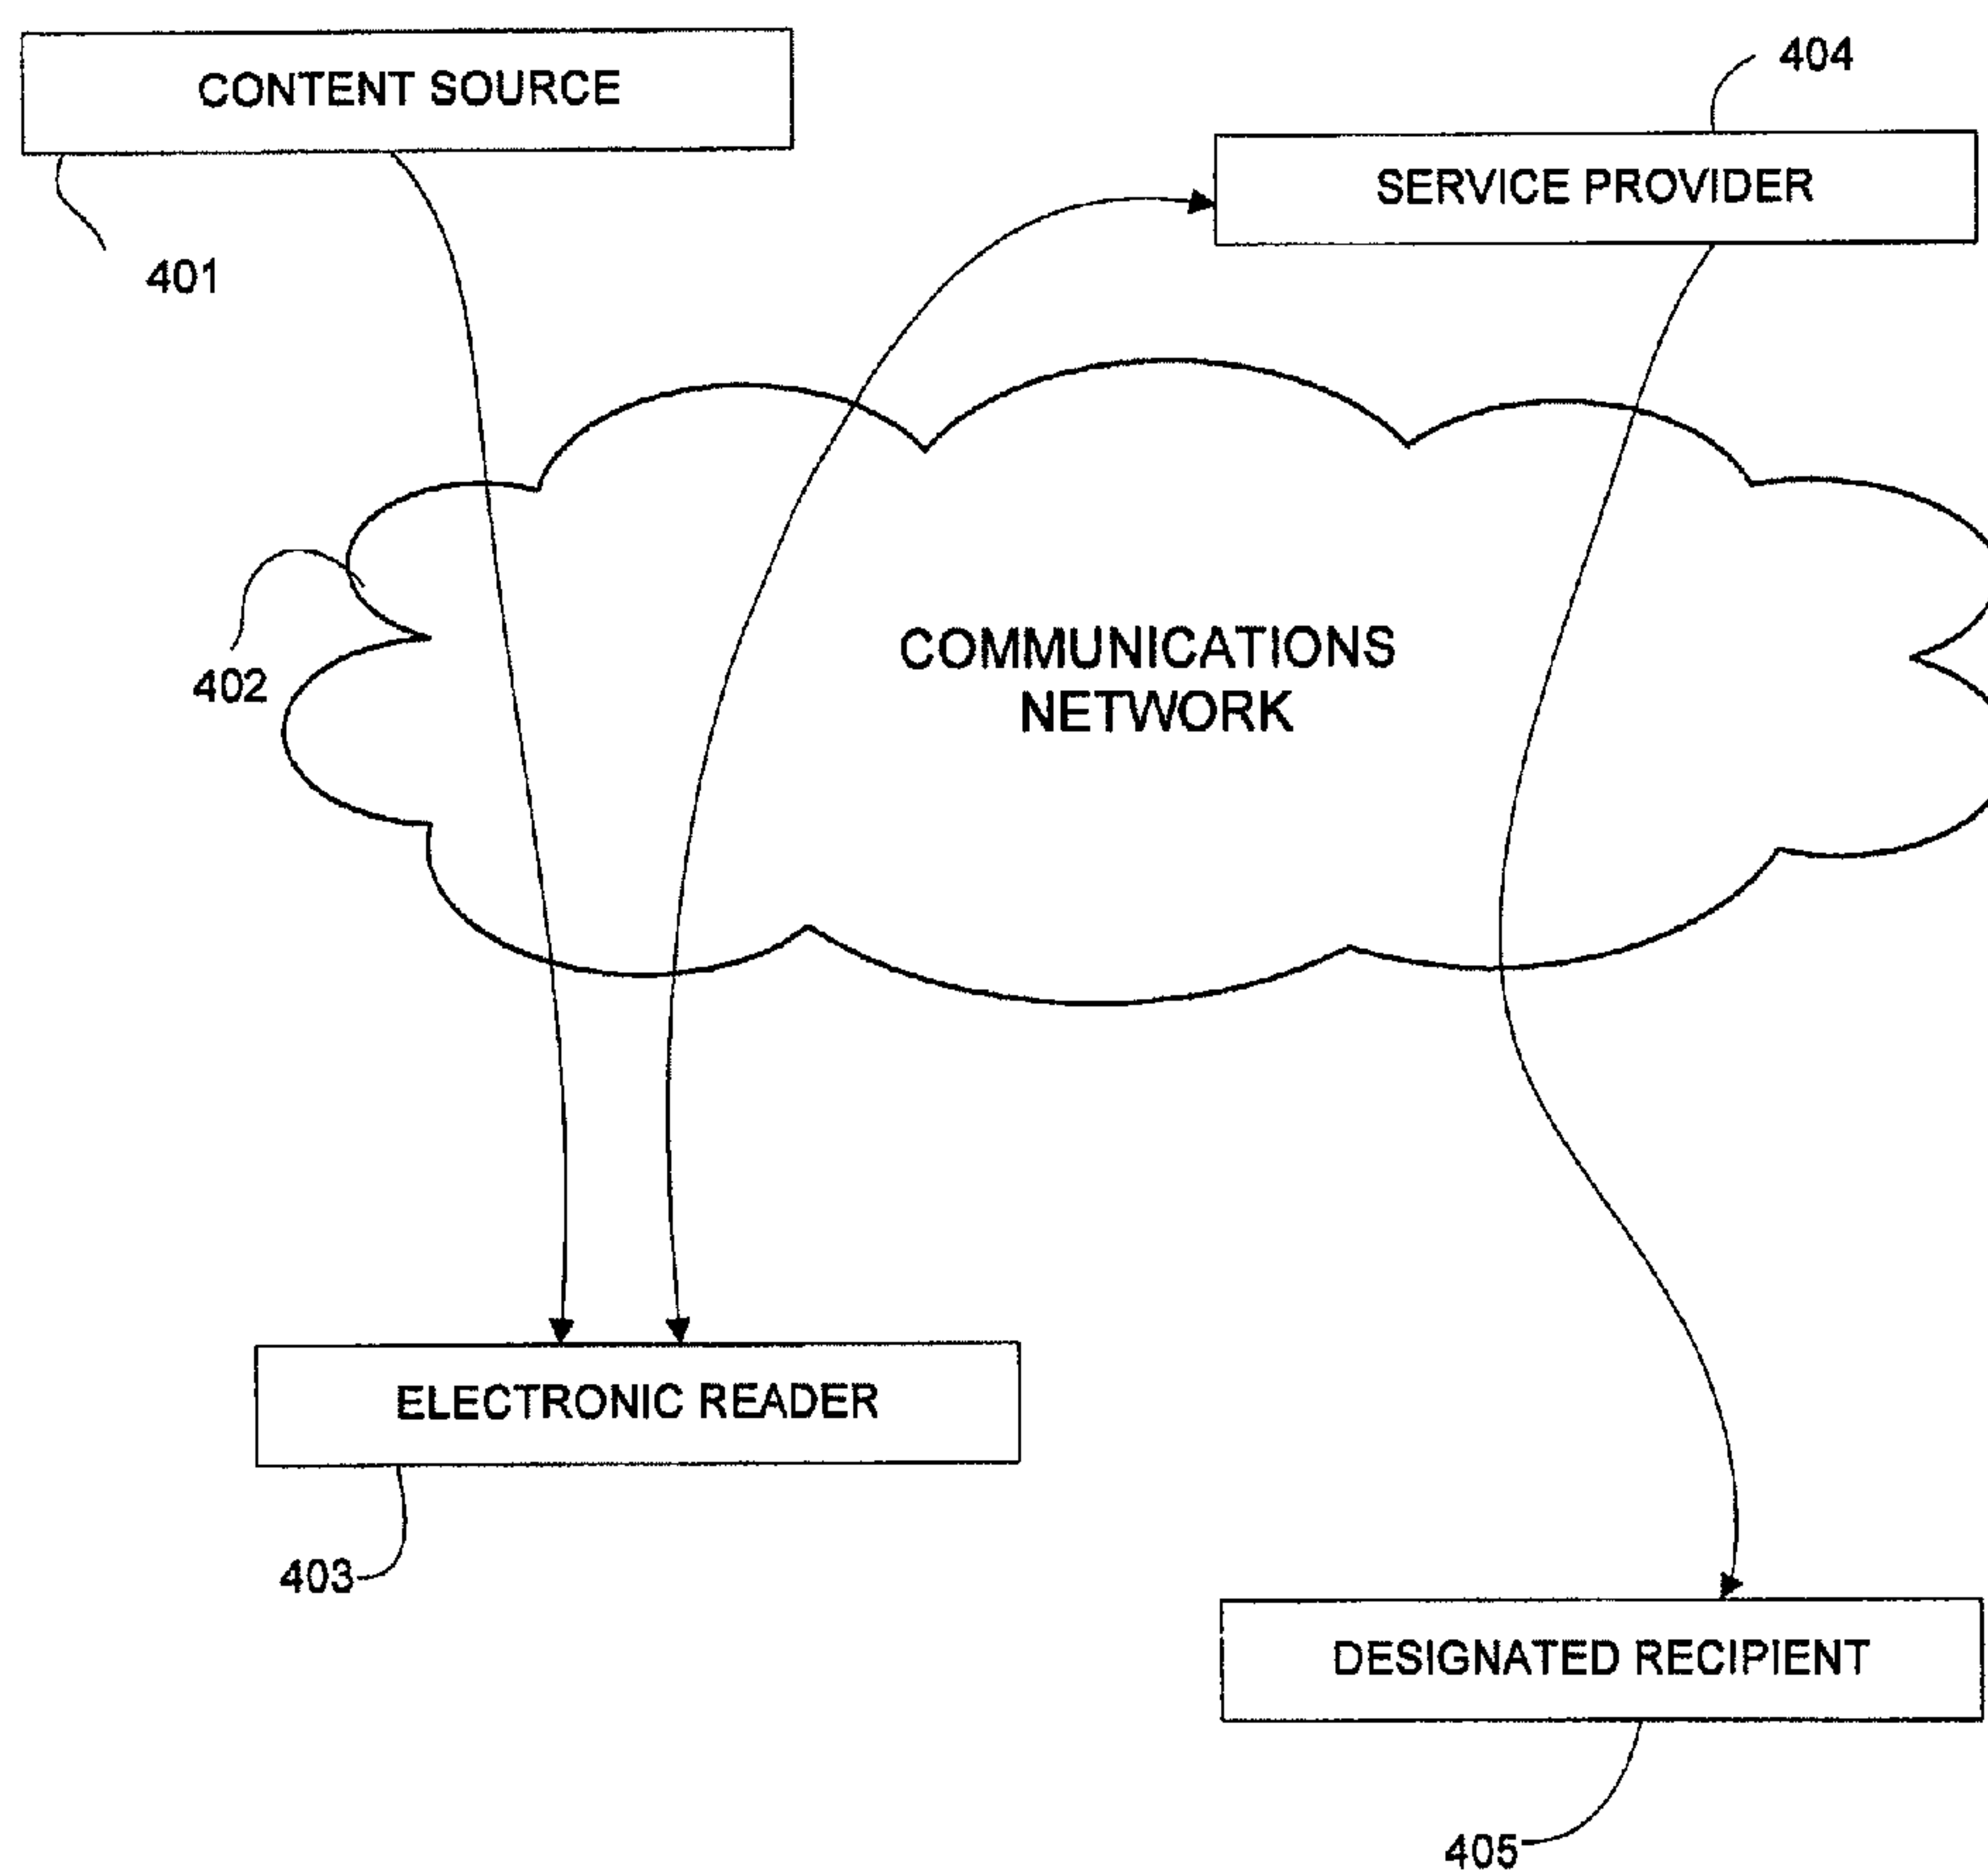 CONTENT SOURCE
404
SERVICE PROVIDER
401
COMMUNICATIONS
NETWORK
402
ELECTRONIC READER
403
DESIGNATED RECIPIENT
405